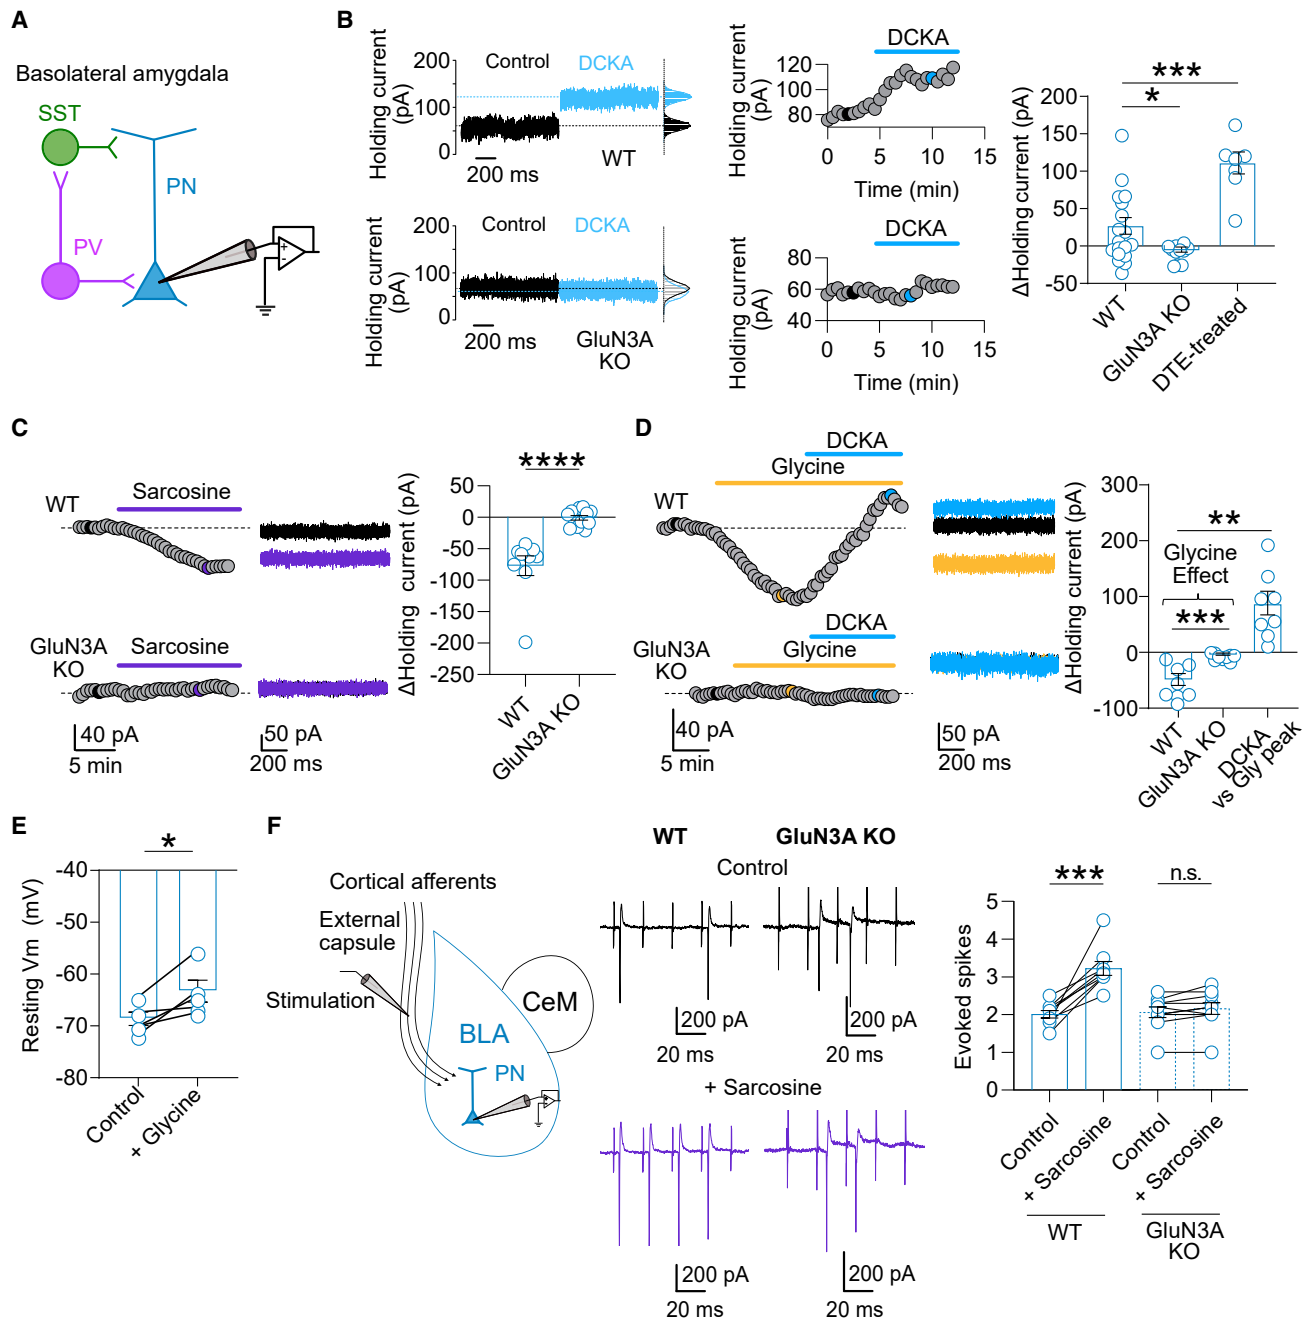 A
Basolateral amygdala
SST
PN
PV
+
-
B
Holding current
(pA)
200
100
0
Control
DCKA
WT
200 ms
Holding current
(pA)
120
100
80
DCKA
0
5
10
15
Time (min)
Holding current
(pA)
200
100
0
Control
DCKA
GluN3A
KO
200 ms
Holding current
(pA)
80
60
40
DCKA
0
5
10
15
Time (min)
ΔHolding current (pA)
200
150
100
50
0
-50
***
*
WT
GluN3A KO
DTE-treated
C
WT
Sarcosine
GluN3A
KO
Sarcosine
40 pA
5 min
50 pA
200 ms
ΔHolding current (pA)
50
0
-50
-100
-150
-200
-250
****
WT
GluN3A KO
D
DCKA
Glycine
WT
DCKA
GluN3A
KO
Glycine
40 pA
5 min
50 pA
200 ms
ΔHolding current (pA)
300
200
100
0
-100
**
Glycine
Effect
***
WT
GluN3A KO
DCKA
vs Gly peak
E
Resting Vm (mV)
-40
-50
-60
-70
-80
*
Control
+ Glycine
F
Cortical afferents
External
capsule
Stimulation
CeM
BLA
PN
WT
GluN3A KO
Control
200 pA
20 ms
200 pA
20 ms
+ Sarcosine
200 pA
20 ms
200 pA
20 ms
Evoked spikes
5
4
3
2
1
0
***
n.s.
Control
+ Sarcosine
Control
+ Sarcosine
WT
GluN3A
KO